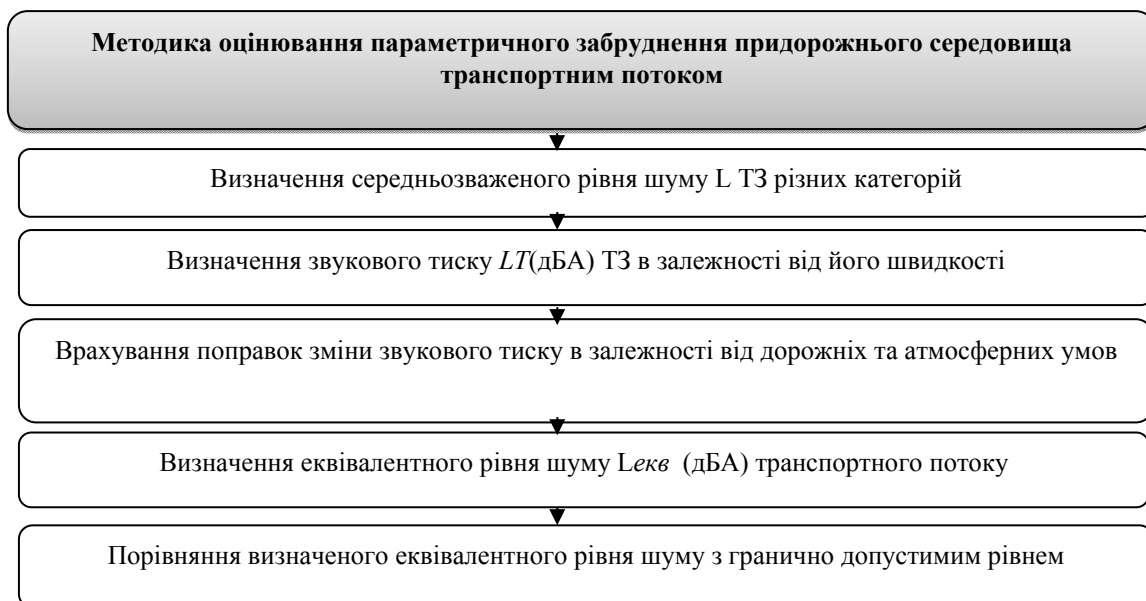 Методика оцінювання параметричного забруднення придорожнього середовища
транспортним потоком
Визначення середньозваженого рівня шуму L ТЗ різних категорій
Визначення звукового тиску LT(дБА) ТЗ в залежності від його швидкості
Врахування поправок зміни звукового тиску в залежності від дорожніх та атмосферних умов
Визначення еквівалентного рівня шуму Lекв (дБА) транспортного потоку
Порівняння визначеного еквівалентного рівня шуму з гранично допустимим рівнем